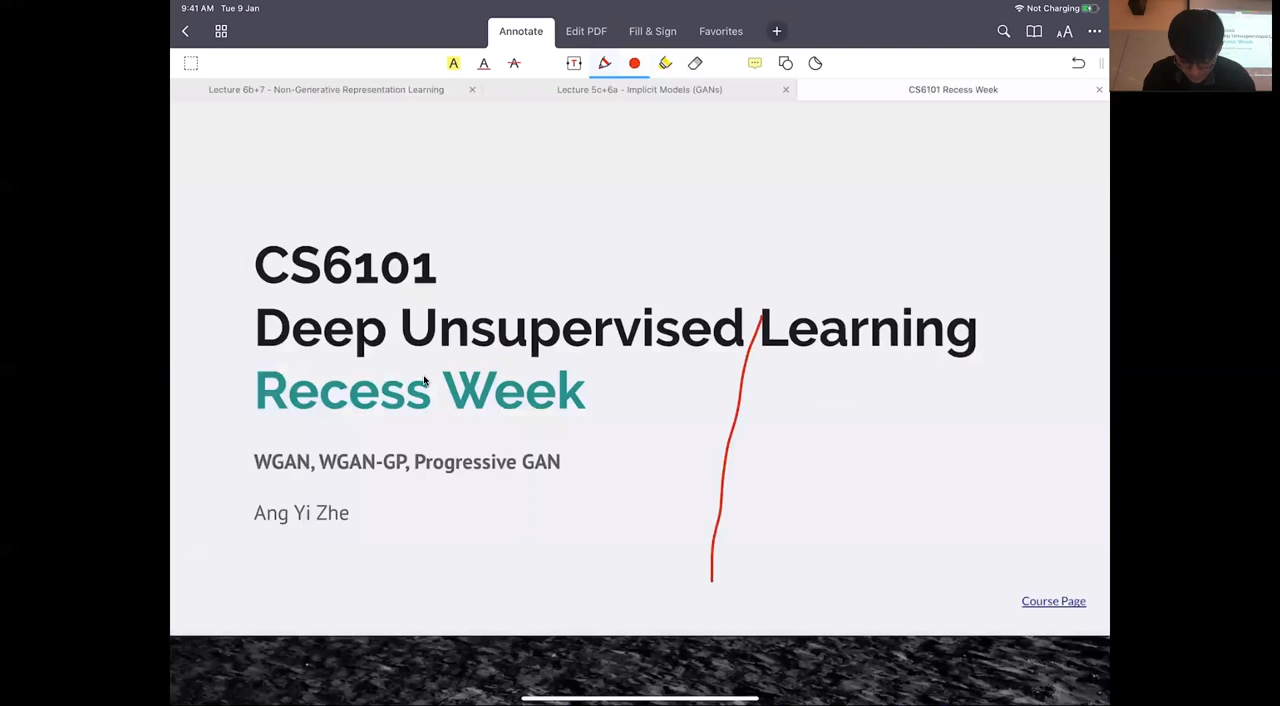 9:41 AM Tue 9 Jan
Not Charging
Annotate Edit PDF Fill & Sign Favorites
Lecture 6b+7 - Non-Generative Representation Learning
Lecture 5c+6a - Implicit Models (GANs)
CS6101 Recess Week
CS6101
Deep Unsupervised Learning
Recess Week
WGAN, WGAN-GP, Progressive GAN
Ang Yi Zhe
Course Page